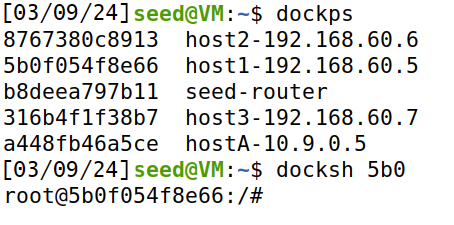 [03/09/24]seed@VM:~$ dockps
8767380c8913  host2-192.168.60.6
5b0f054f8e66  host1-192.168.60.5
b8deea797b11  seed-router
316b4f1f38b7  host3-192.168.60.7
a448fb46a5ce  hostA-10.9.0.5
[03/09/24]seed@VM:~$ docksh 5b0
root@5b0f054f8e66:/#